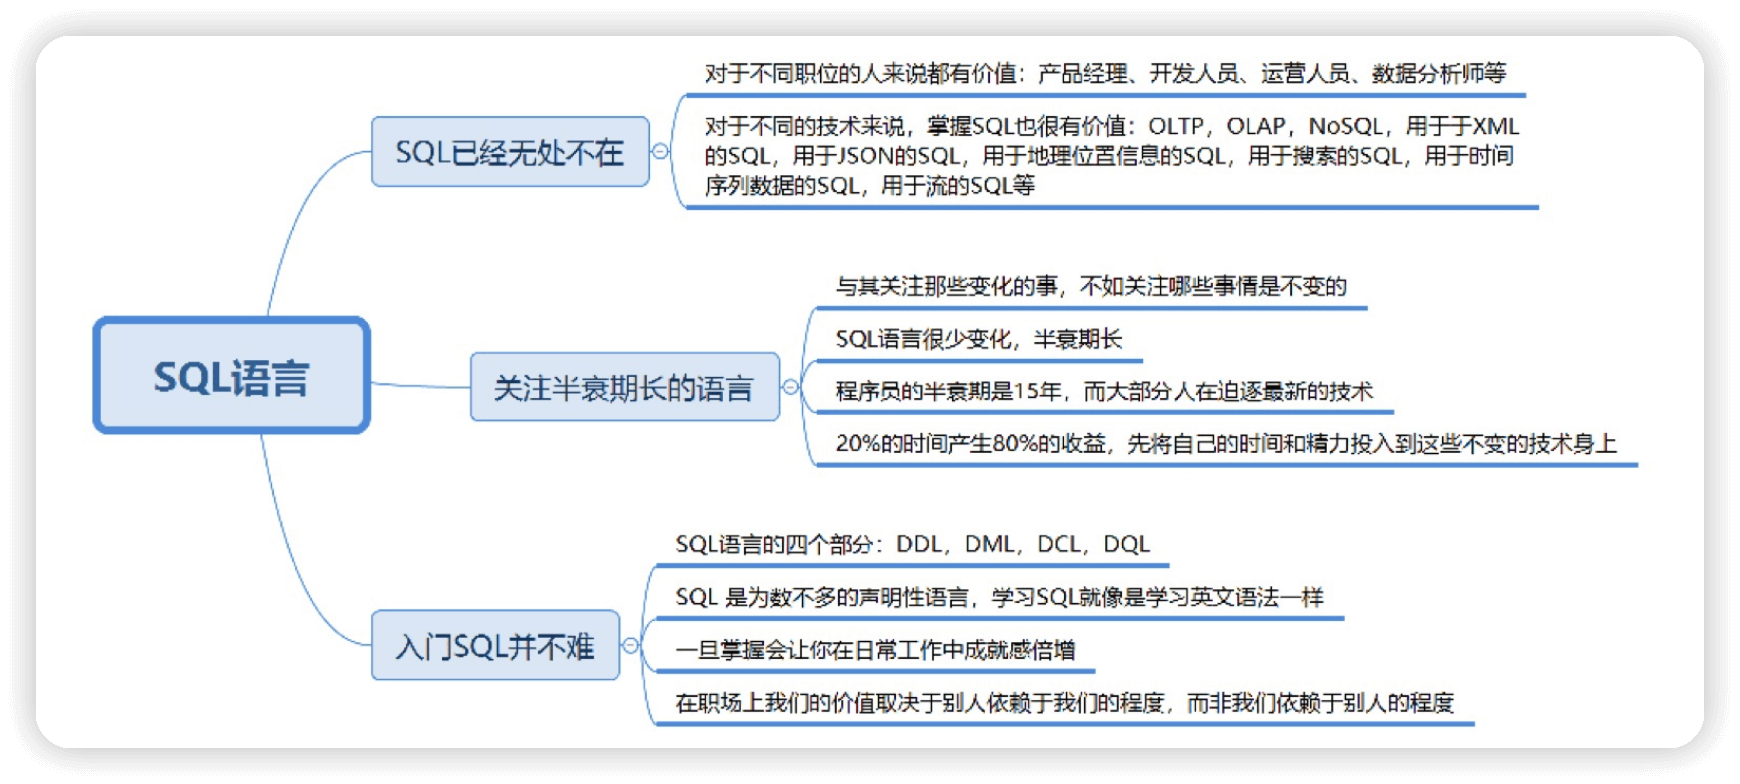 对于不同职位的人来说都有价值：产品经理、开发人员、运营人员、数据分析师等
SQL已经无处不在
对于不同的技术来说，掌握SQL也很有价值：OLTP，OLAP，NoSQL，用于于XML
的SQL，用于JSON的SQL，用于地理位置信息的SQL，用于搜索的SQL，用于时间
序列数据的SQL，用于流的SQL等
SQL语言
关注半衰期长的语言
与其关注那些变化的事，不如关注哪些事情是不变的
SQL语言很少变化，半衰期长
程序员的半衰期是15年，而大部分人在迫逐最新的技术
20%的时间产生80%的收益，先将自己的时间和精力投入到这些不变的技术身上
入门SQL并不难
SQL语言的四个部分：DDL，DML，DCL，DQL
SQL 是为数不多的声明性语言，学习SQL就像是学习英文语法一样
一旦掌握会让你在日常工作中成就感倍增
在职场上我们的价值取决于别人依赖于我们的程度，而非我们依赖于别人的程度